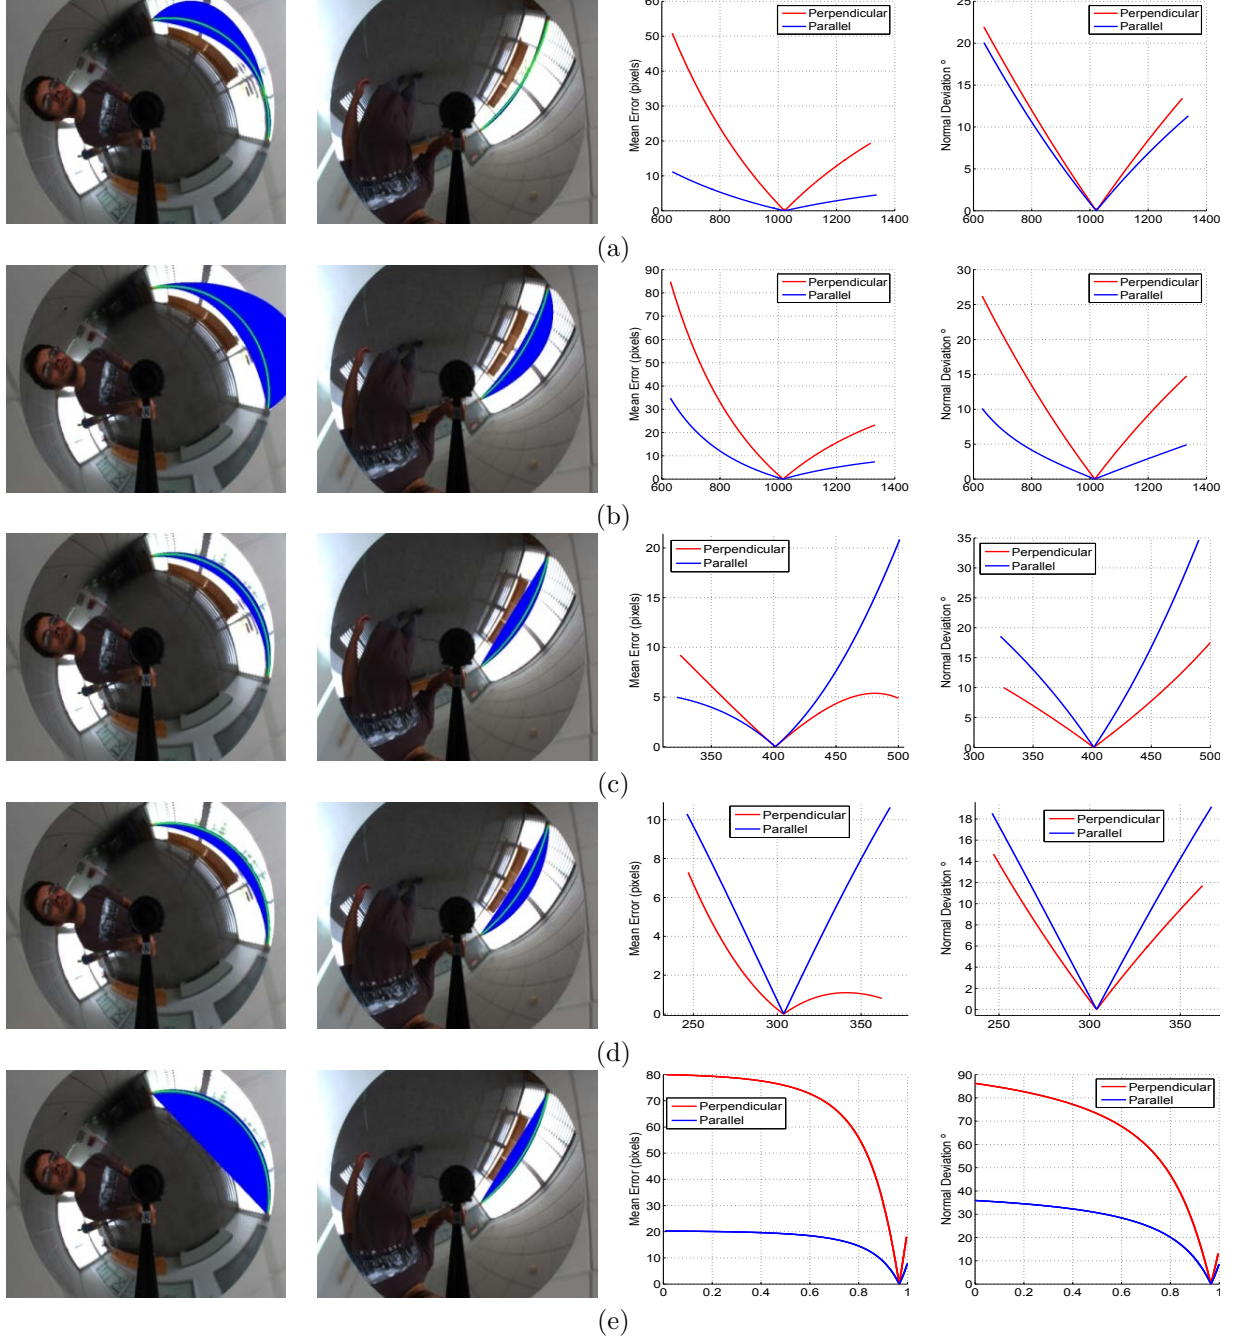 60
50
40
30
20
10
0
600 800 1000 1200 1400
Mean Error (pixels)
Perpendicular
Parallel
25
20
15
10
5
0
600 800 1000 1200 1400
Normal Deviation º
Perpendicular
Parallel
(a)
90
80
70
60
50
40
30
20
10
0
600 800 1000 1200 1400
Mean Error (pixels)
Perpendicular
Parallel
30
25
20
15
10
5
0
600 800 1000 1200 1400
Normal Deviation º
Perpendicular
Parallel
(b)
20
15
10
5
0
350 400 450 500
Mean Error (pixels)
Perpendicular
Parallel
35
30
25
20
15
10
5
0
300 350 400 450 500
Normal Deviation º
Perpendicular
Parallel
(c)
10
8
6
4
2
0
250 300 350
Mean Error (pixels)
Perpendicular
Parallel
18
16
14
12
10
8
6
4
2
0
250 300 350
Normal Deviation º
Perpendicular
Parallel
(d)
80
70
60
50
40
30
20
10
0
0 0.2 0.4 0.6 0.8 1
Mean Error (pixels)
Perpendicular
Parallel
90
80
70
60
50
40
30
20
10
0
0 0.2 0.4 0.6 0.8 1
Normal Deviation º
Perpendicular
Parallel
(e)